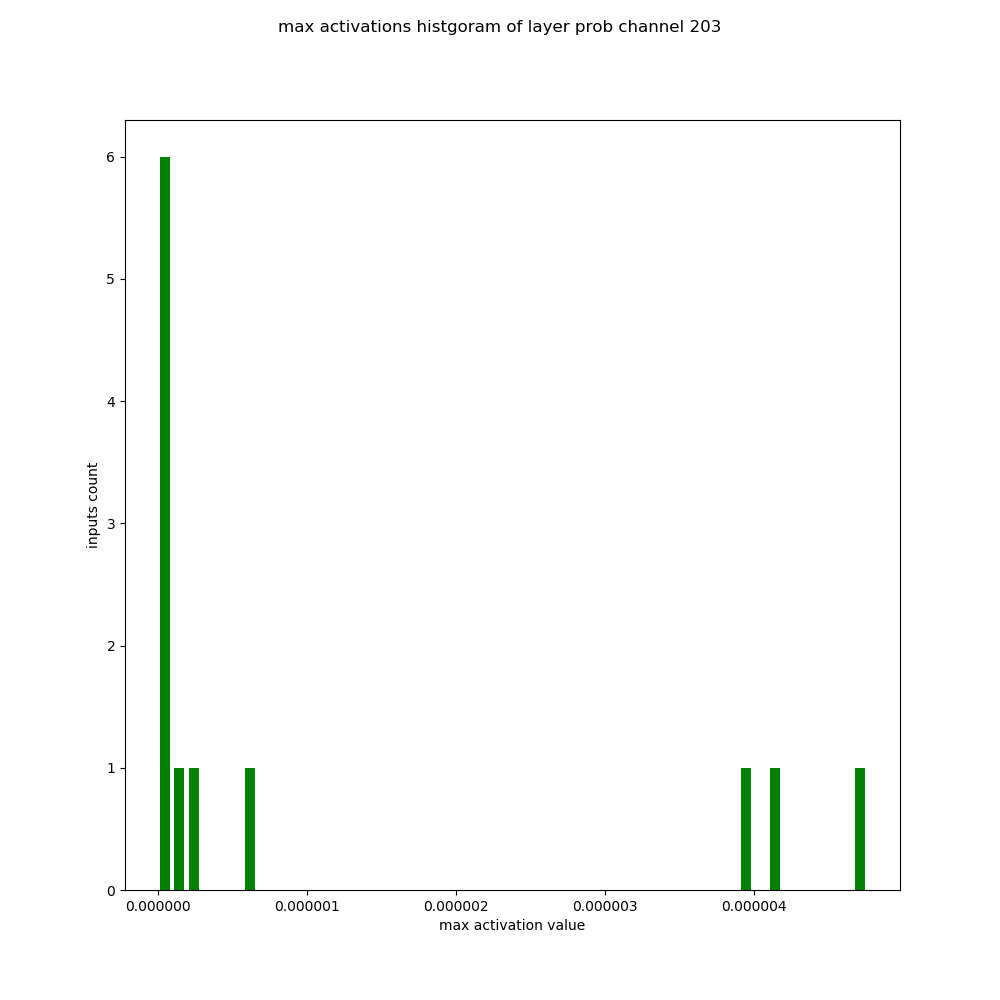 max activations histgoram of layer prob channel 203
6
5
4
3
2
1
0
inputs count
0.000000 0.000001 0.000002 0.000003 0.000004
max activation value